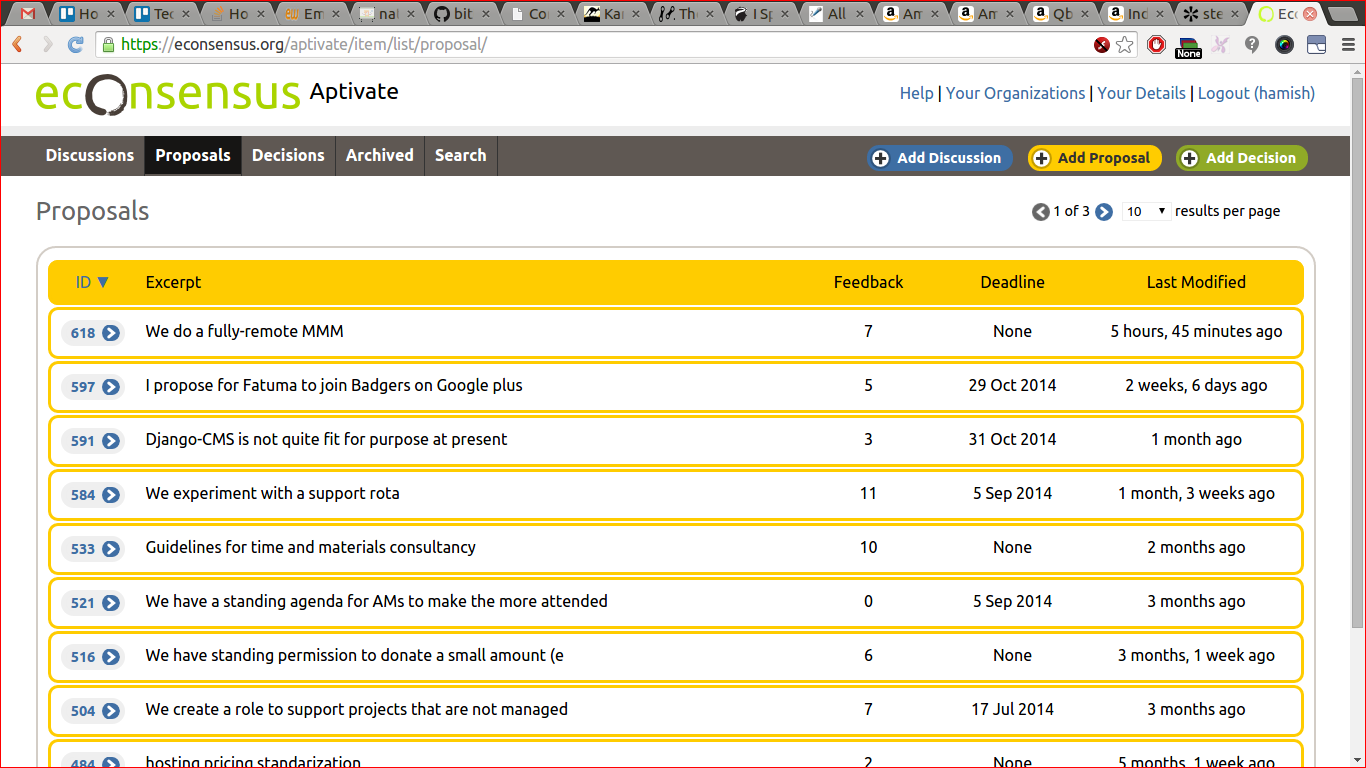 Ho Tec Ho Em nal bit Co Kar Th I Sp All An An Qb Ind ste Ec
https://econsensus.org/aptivate/item/list/proposal/
None
econsensus Aptivate
Help | Your Organizations | Your Details | Logout (hamish)
Discussions Proposals Decisions Archived Search Add Discussion Add Proposal Add Decision
Proposals 1 of 3 10 results per page
ID ▼ Excerpt Feedback Deadline Last Modified
618 We do a fully-remote MMM 7 None 5 hours, 45 minutes ago
597 I propose for Fatuma to join Badgers on Google plus 5 29 Oct 2014 2 weeks, 6 days ago
591 Django-CMS is not quite fit for purpose at present 3 31 Oct 2014 1 month ago
584 We experiment with a support rota 11 5 Sep 2014 1 month, 3 weeks ago
533 Guidelines for time and materials consultancy 10 None 2 months ago
521 We have a standing agenda for AMs to make the more attended 0 5 Sep 2014 3 months ago
516 We have standing permission to donate a small amount (e 6 None 3 months, 1 week ago
504 We create a role to support projects that are not managed 7 17 Jul 2014 3 months ago
484 hosting pricing standarization 2 None 5 months, 1 week ago